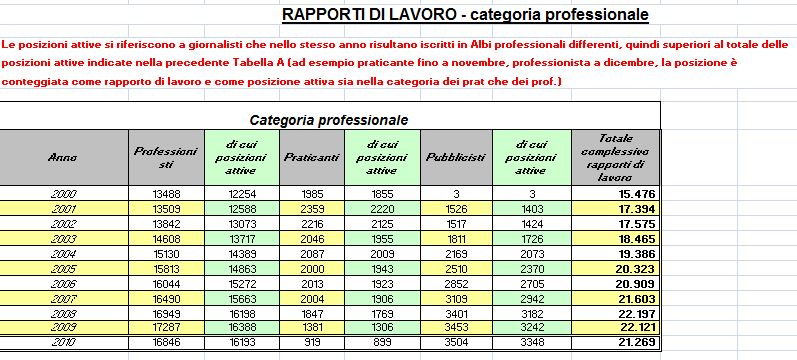 RAPPORTI DI LAVORO - categoria professionale
Le posizioni attive si riferiscono a giornalisti che nello stesso anno risultano iscritti in Albi professionali differenti, quindi superiori al totale delle
posizioni attive indicate nella precedente Tabella A (ad esempio praticante fino a novembre, professionista a dicembre, la posizione è
conteggiata come rapporto di lavoro e come posizione attiva sia nella categoria dei prat che dei prof.)
Categoria professionale
Anno Professioni sti di cui posizioni attive Praticanti di cui posizioni attive Pubblicisti di cui posizioni attive Totale complessivo rapporti di lavoro
2000 13488 12254 1985 1855 3 3 15.476
2001 13509 12588 2359 2220 1526 1403 17.394
2002 13842 13073 2216 2125 1517 1424 17.575
2003 14608 13717 2046 1955 1811 1726 18.465
2004 15130 14389 2087 2009 2169 2073 19.386
2005 15813 14863 2000 1943 2510 2370 20.323
2006 16044 15272 2013 1923 2852 2705 20.909
2007 16490 15663 2004 1906 3109 2942 21.603
2008 16949 16198 1847 1769 3401 3182 22.197
2009 17287 16388 1381 1306 3453 3242 22.121
2010 16846 16193 919 899 3504 3348 21.269